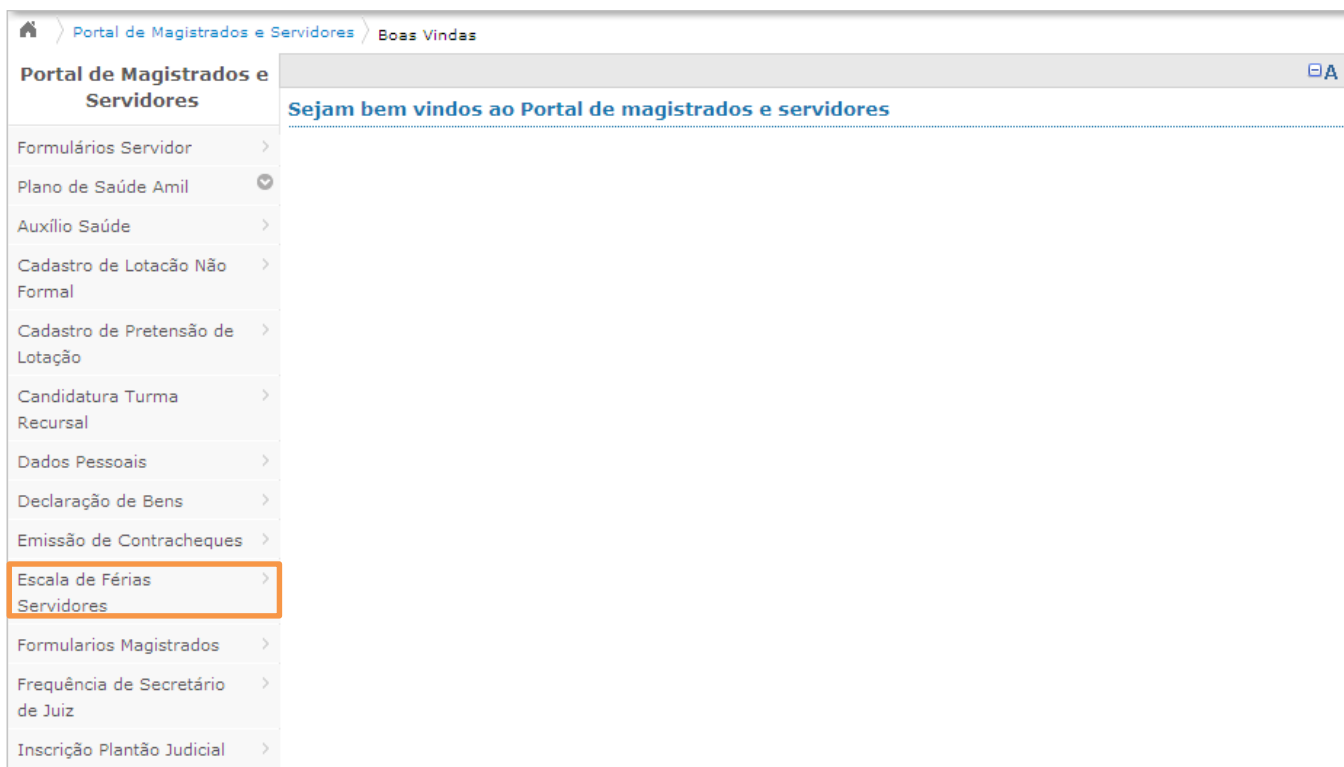 Portal de Magistrados e Servidores Boas Vindas
Portal de Magistrados e
Servidores
A
Sejam bem vindos ao Portal de magistrados e servidores
Formulários Servidor
Plano de Saúde Amil
Auxílio Saúde
Cadastro de Lotacão Não
Formal
Cadastro de Pretensão de
Lotação
Candidatura Turma
Recursal
Dados Pessoais
Declaração de Bens
Emissão de Contracheques
Escala de Férias
Servidores
Formularios Magistrados
Frequência de Secretário
de Juiz
Inscrição Plantão Judicial